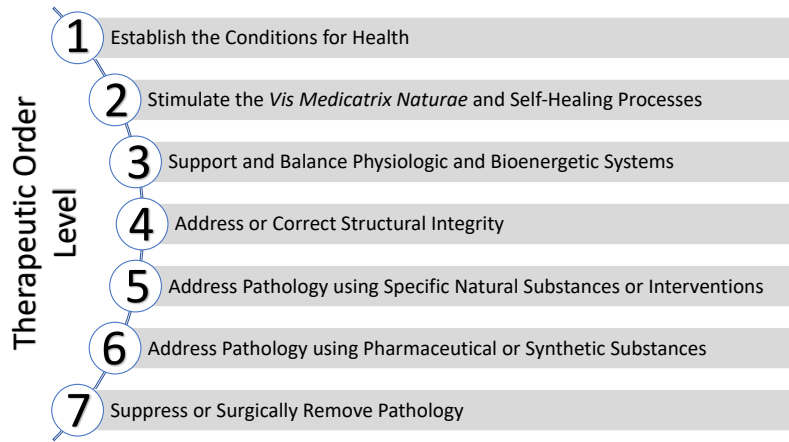 Therapeutic Order
Level
1 Establish the Conditions for Health
2 Stimulate the Vis Medicatrix Naturae and Self-Healing Processes
3 Support and Balance Physiologic and Bioenergetic Systems
4 Address or Correct Structural Integrity
5 Address Pathology using Specific Natural Substances or Interventions
6 Address Pathology using Pharmaceutical or Synthetic Substances
7 Suppress or Surgically Remove Pathology